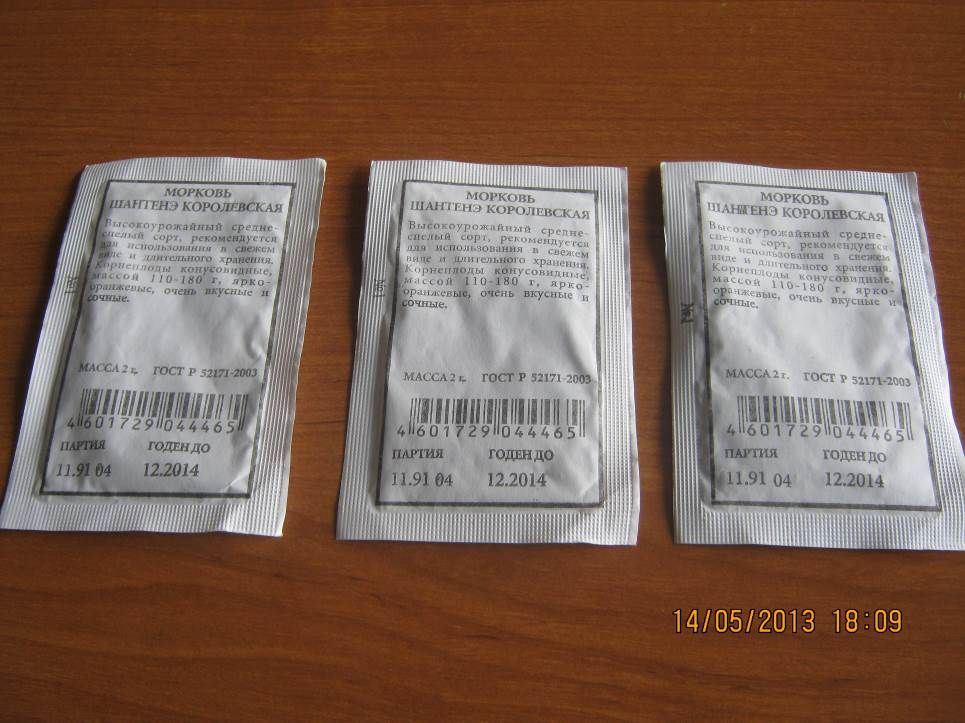 МОРКОВЬ
ШАНТЕНЭ КОРОЛЕВСКАЯ
Высокоурожайный средне-
спелый сорт, рекомендуется
для использования в свежем
виде и длительного хранения.
Корнеплоды конусовидные,
массой 110-180 г, ярко-
оранжевые, очень вкусные и
сочные.
МАССА 2 г. ГОСТ Р 52171-2003
4 601729 044465
ПАРТИЯ ГОДЕН ДО
11.91 04 12.2014
МОРКОВЬ
ШАНТЕНЭ КОРОЛЕВСКАЯ
Высокоурожайный средне-
спелый сорт, рекомендуется
для использования в свежем
виде и длительного хранения.
Корнеплоды конусовидные,
массой 110-180 г, ярко-
оранжевые, очень вкусные и
сочные.
МАССА 2 г. ГОСТ Р 52171-2003
4 601729 044465
ПАРТИЯ ГОДЕН ДО
11.91 04 12.2014
МОРКОВЬ
ШАНТЕНЭ КОРОЛЕВСКАЯ
Высокоурожайный средне-
спелый сорт, рекомендуется
для использования в свежем
виде и длительного хранения.
Корнеплоды конусовидные,
массой 110-180 г, ярко-
оранжевые, очень вкусные и
сочные.
МАССА 2 г. ГОСТ Р 52171-2003
4 601729 044465
ПАРТИЯ ГОДЕН ДО
11.91 04 12.2014
14/05/2013 18:09